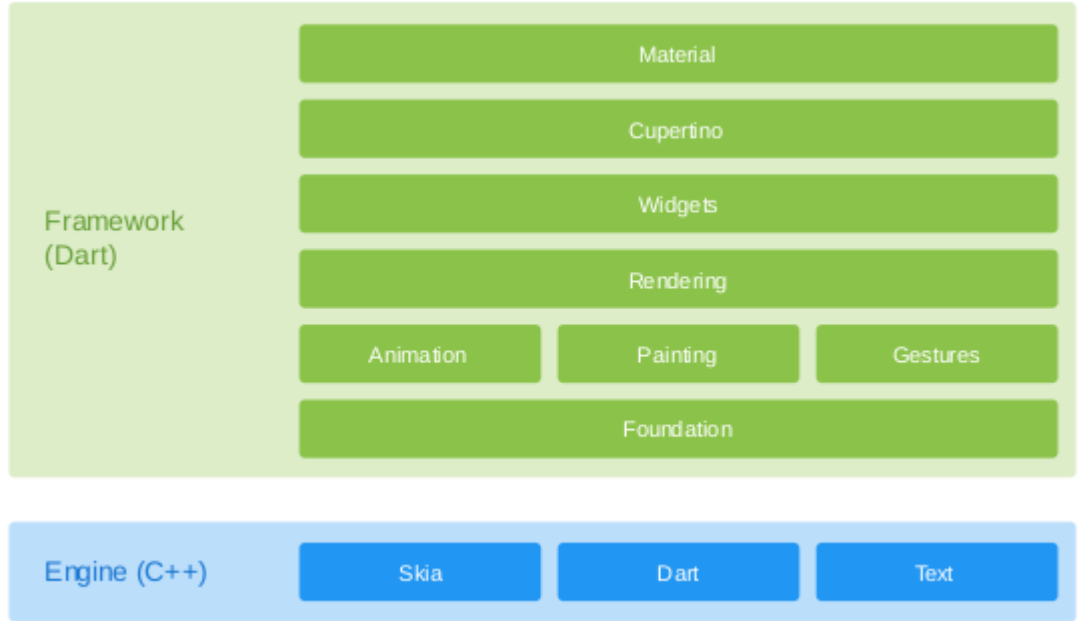 Material
Cupertino
Widgets
Framework
(Dart)
Rendering
Animation Painting Gestures
Foundation
Engine (C++) Skia Dart Text